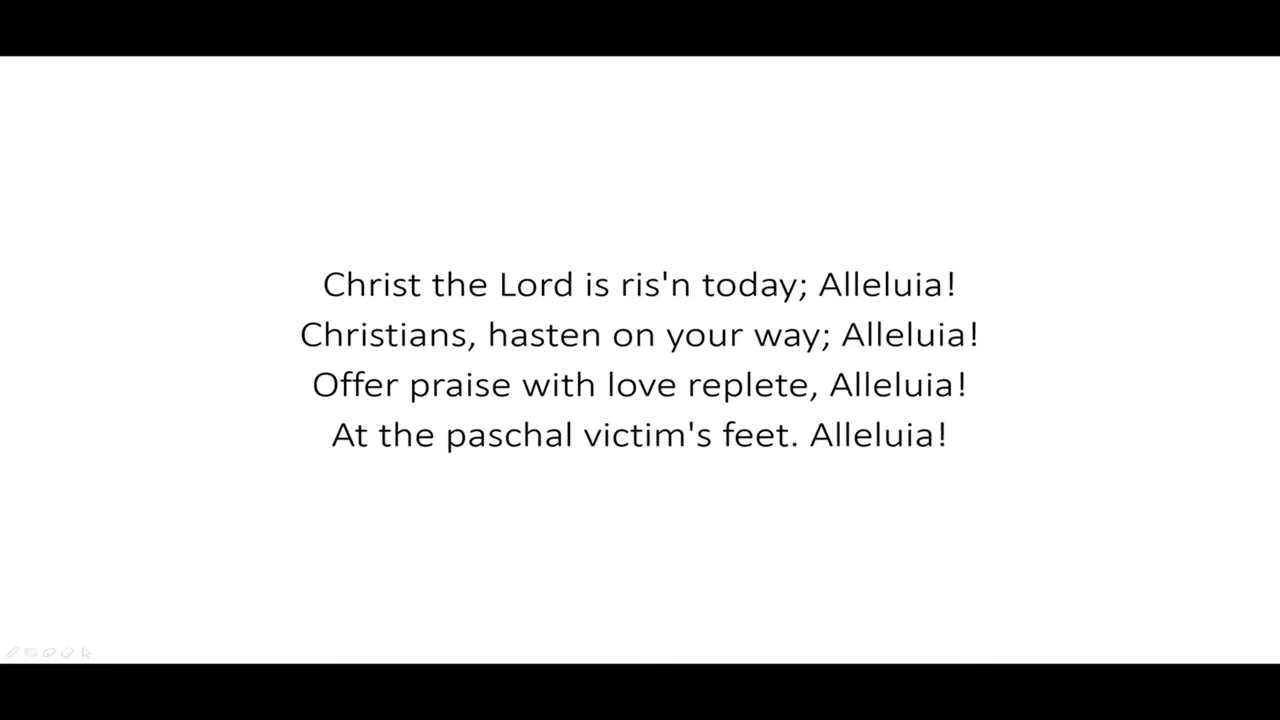 Christ the Lord is ris'n today; Alleluia!
Christians, hasten on your way; Alleluia!
Offer praise with love replete, Alleluia!
At the paschal victim's feet. Alleluia!